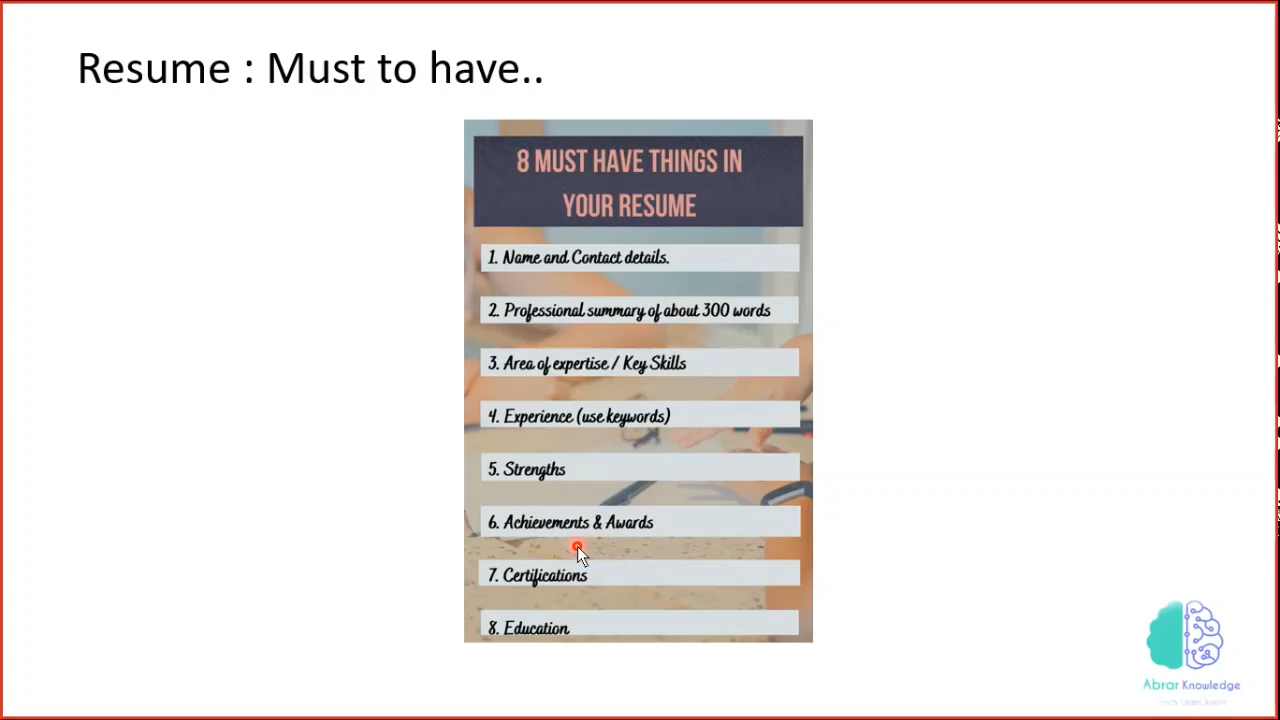 Resume : Must to have..
8 MUST HAVE THINGS IN
YOUR RESUME
1. Name and Contact details.
2. Professional summary of about 300 words
3. Area of expertise / Key Skills
4. Experience (use keywords)
5. Strengths
6. Achievements & Awards
7. Certifications
8. Education
Abrar Knowledge